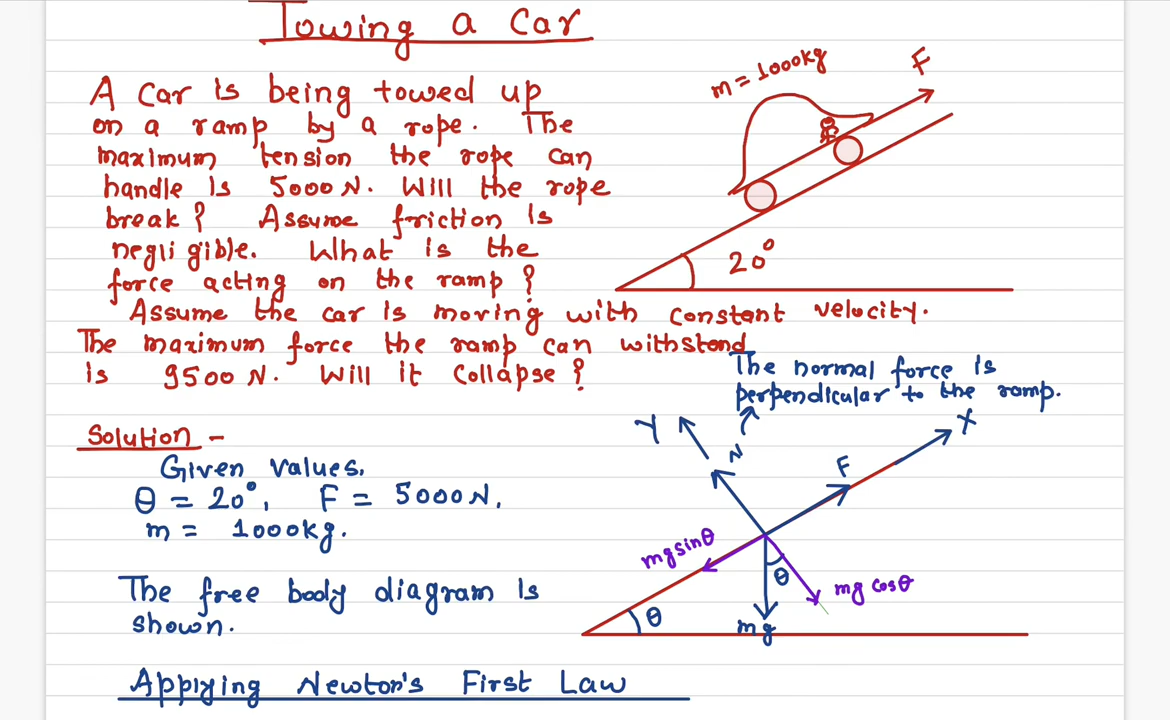 Towing a Car
A Car is being towed up
on a ramp by a rope. The
maximum tension the rope can
handle is 5000 N. Will the rope
break? Assume friction is
negligible. What is the
force acting on the ramp?
Assume the car is moving with constant velocity.
The maximum force the ramp can withstand
is 9500 N. Will it collapse?
m = 1000kg
F
20°
The normal force is
perpendicular to the ramp.
Solution -
Given values.
θ = 20°, F = 5000 N,
m = 1000kg.
The free body diagram is
shown.
Y
N
F
X
mg sinθ
θ
mg cosθ
θ
mg
Applying Newton's First Law